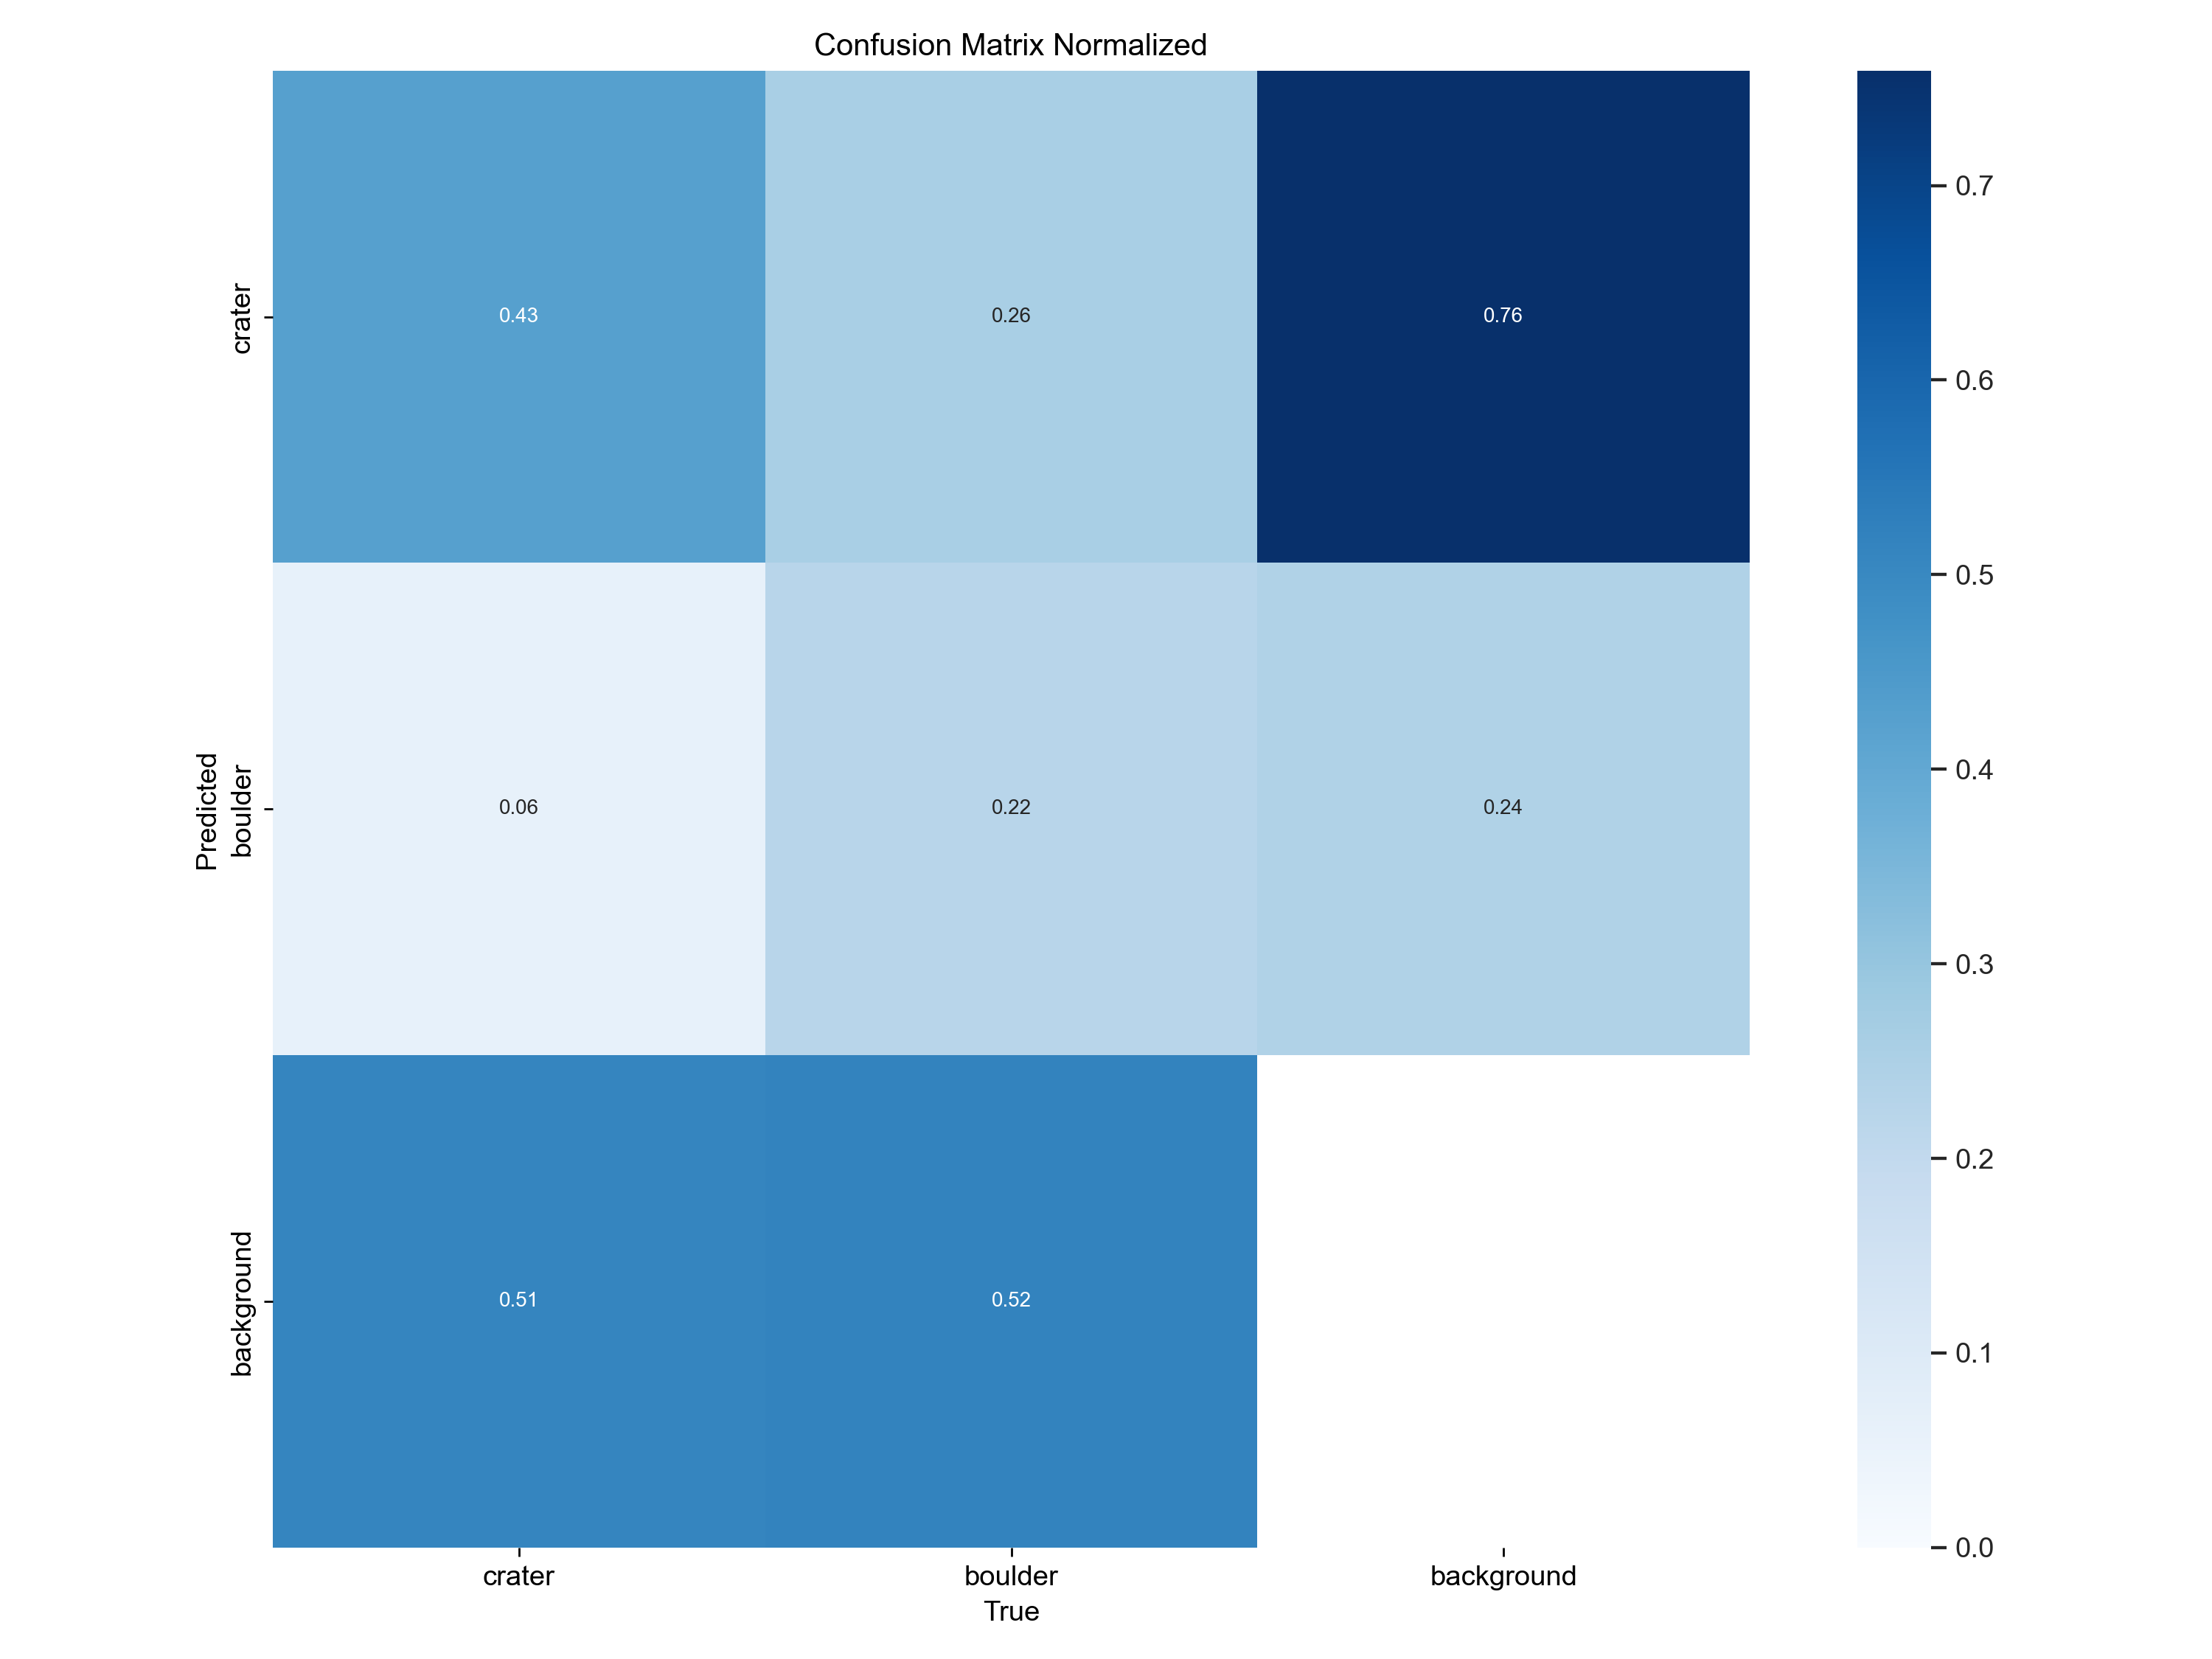 Confusion Matrix Normalized
crater
0.43
0.26
0.76
0.7
0.6
0.5
0.4
0.3
0.2
0.1
0.0
Predicted
boulder
0.06
0.22
0.24
background
0.51
0.52
crater
boulder
background
True